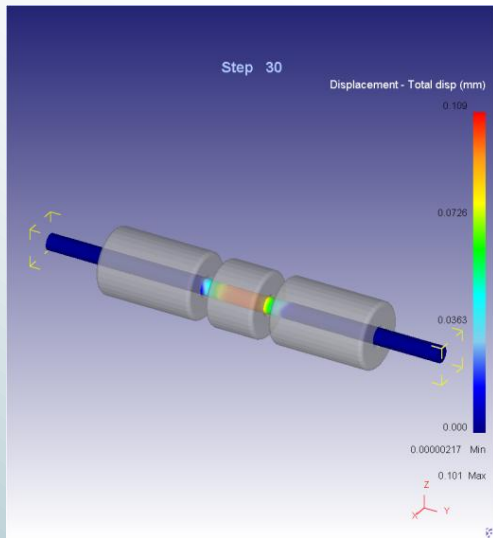 Step 30
Displacement - Total disp (mm)
0.109
0.0726
0.0363
0.000
0.00000217 Min
0.101 Max
Z
X Y